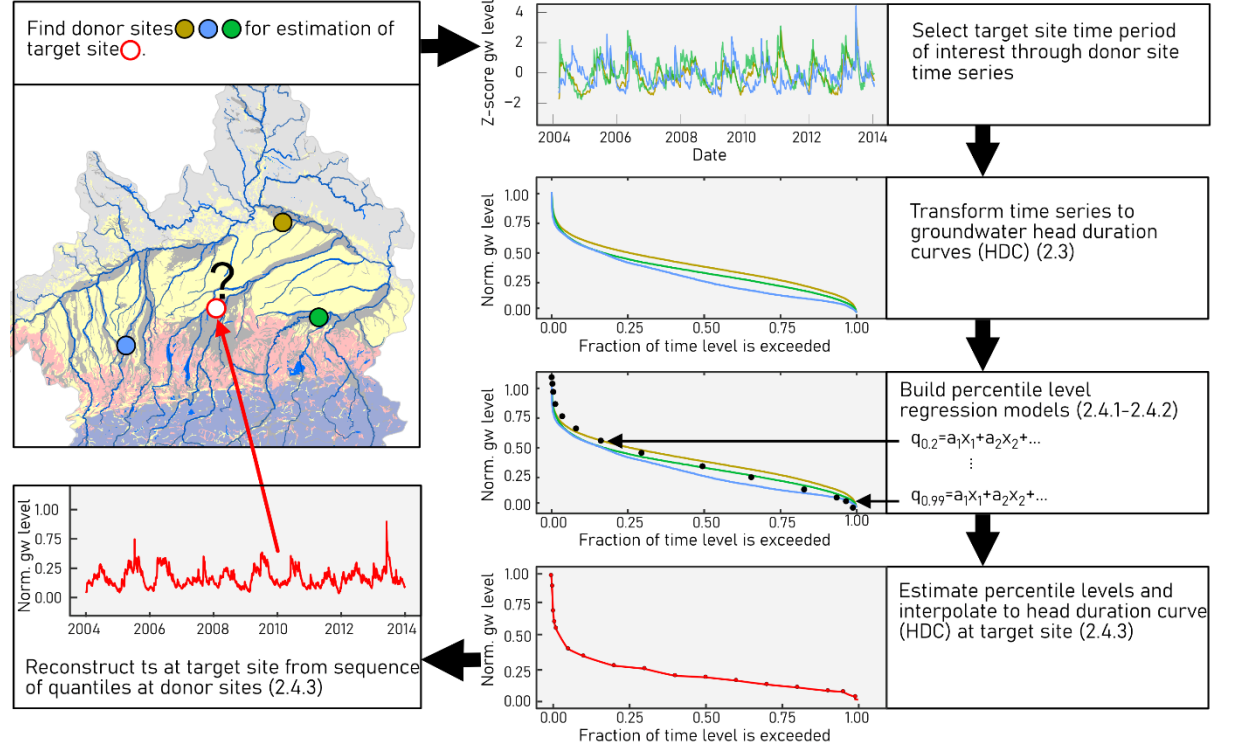 Find donor sites for estimation of
target site .
?
Z-score gw level
4
2
0
−2
2004 2006 2008 2010 2012 2014
Date
Select target site time period
of interest through donor site
time series
Norm. gw level
1.00
0.75
0.50
0.25
0.00
0.00 0.25 0.50 0.75 1.00
Fraction of time level is exceeded
Transform time series to
groundwater head duration
curves (HDC) (2.3)
Norm. gw level
1.00
0.75
0.50
0.25
0.00
0.00 0.25 0.50 0.75 1.00
Fraction of time level is exceeded
Build percentile level
regression models (2.4.1-2.4.2)
q0.2=a1x1+a2x2+...
⋮
q0.99=a1x1+a2x2+...
Norm. gw level
1.00
0.75
0.50
0.25
0.00
0.00 0.25 0.50 0.75 1.00
Fraction of time level is exceeded
Estimate percentile levels and
interpolate to head duration curve
(HDC) at target site (2.4.3)
Norm. gw level
1.00
0.75
0.25
0.00
2004 2006 2008 2010 2012 2014
Reconstruct ts at target site from sequence
of quantiles at donor sites (2.4.3)